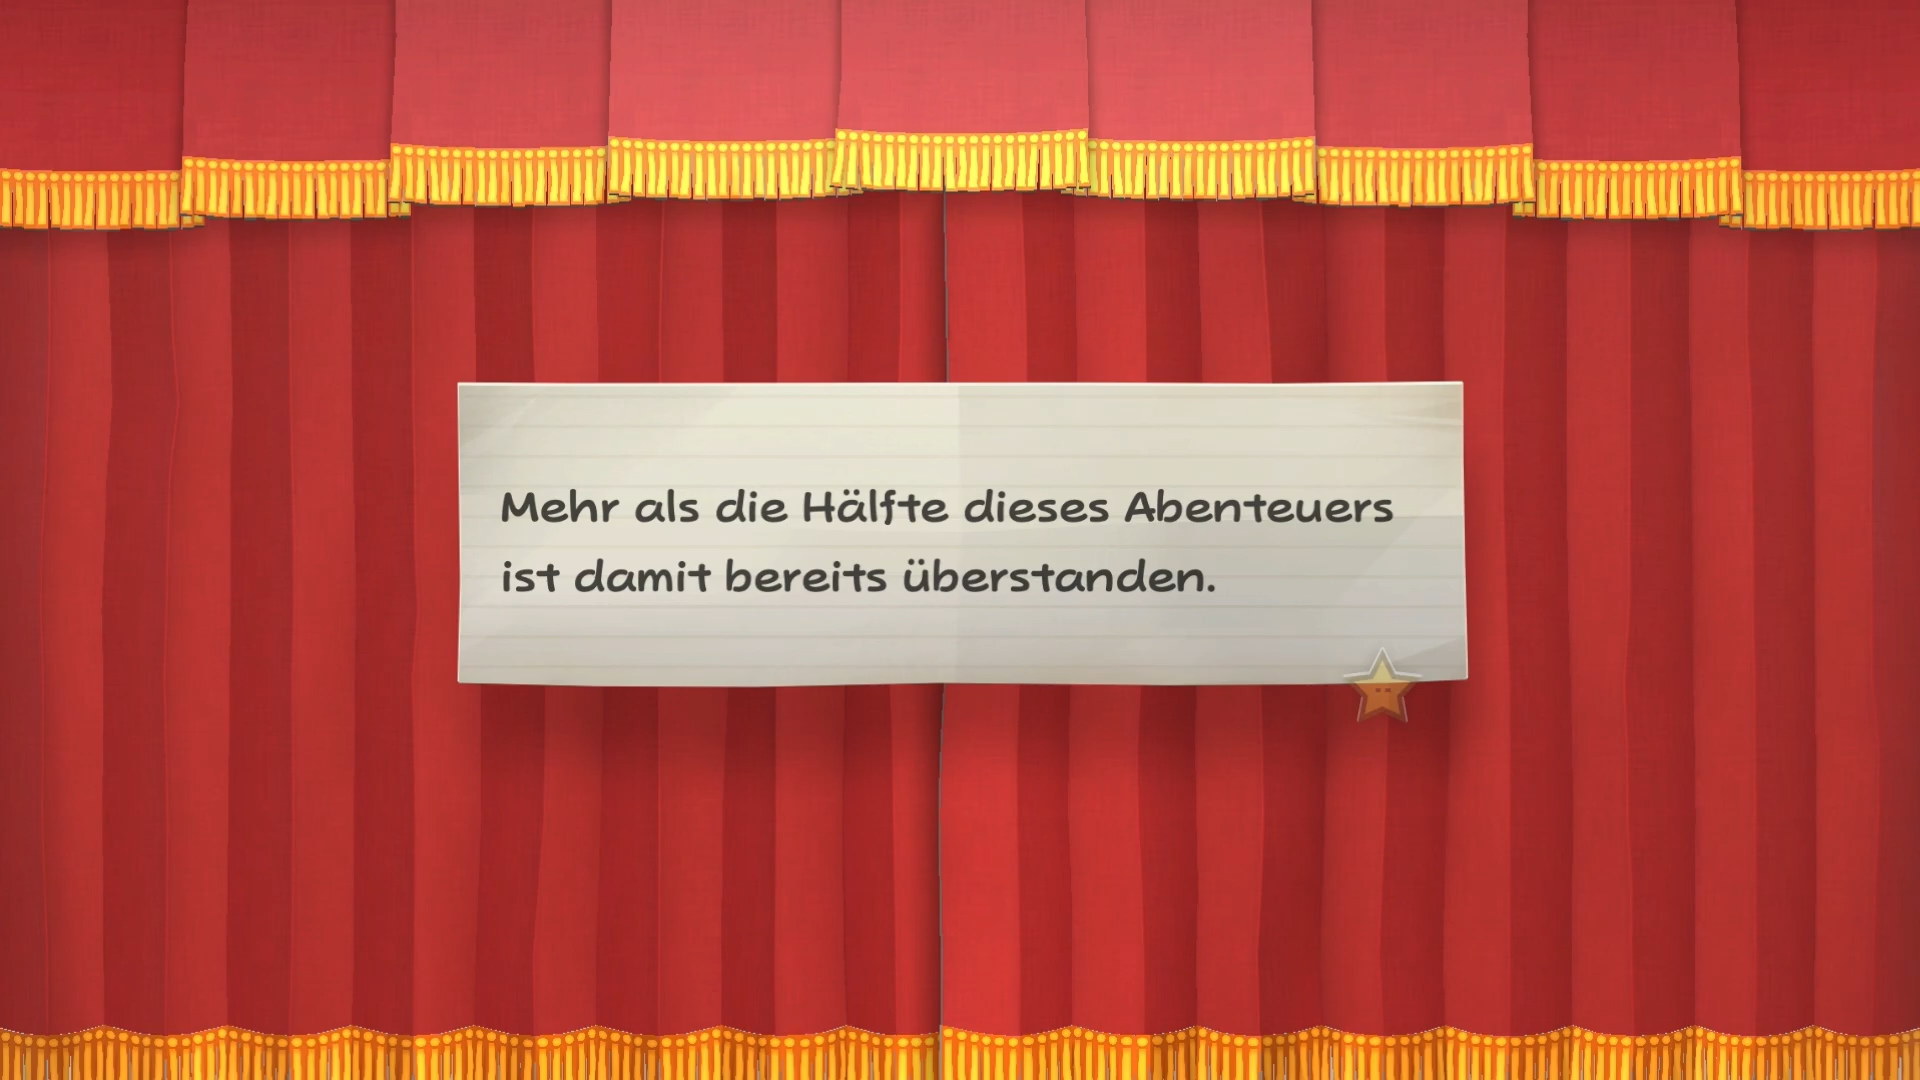 Mehr als die Hälfte dieses Abenteuers
ist damit bereits überstanden.